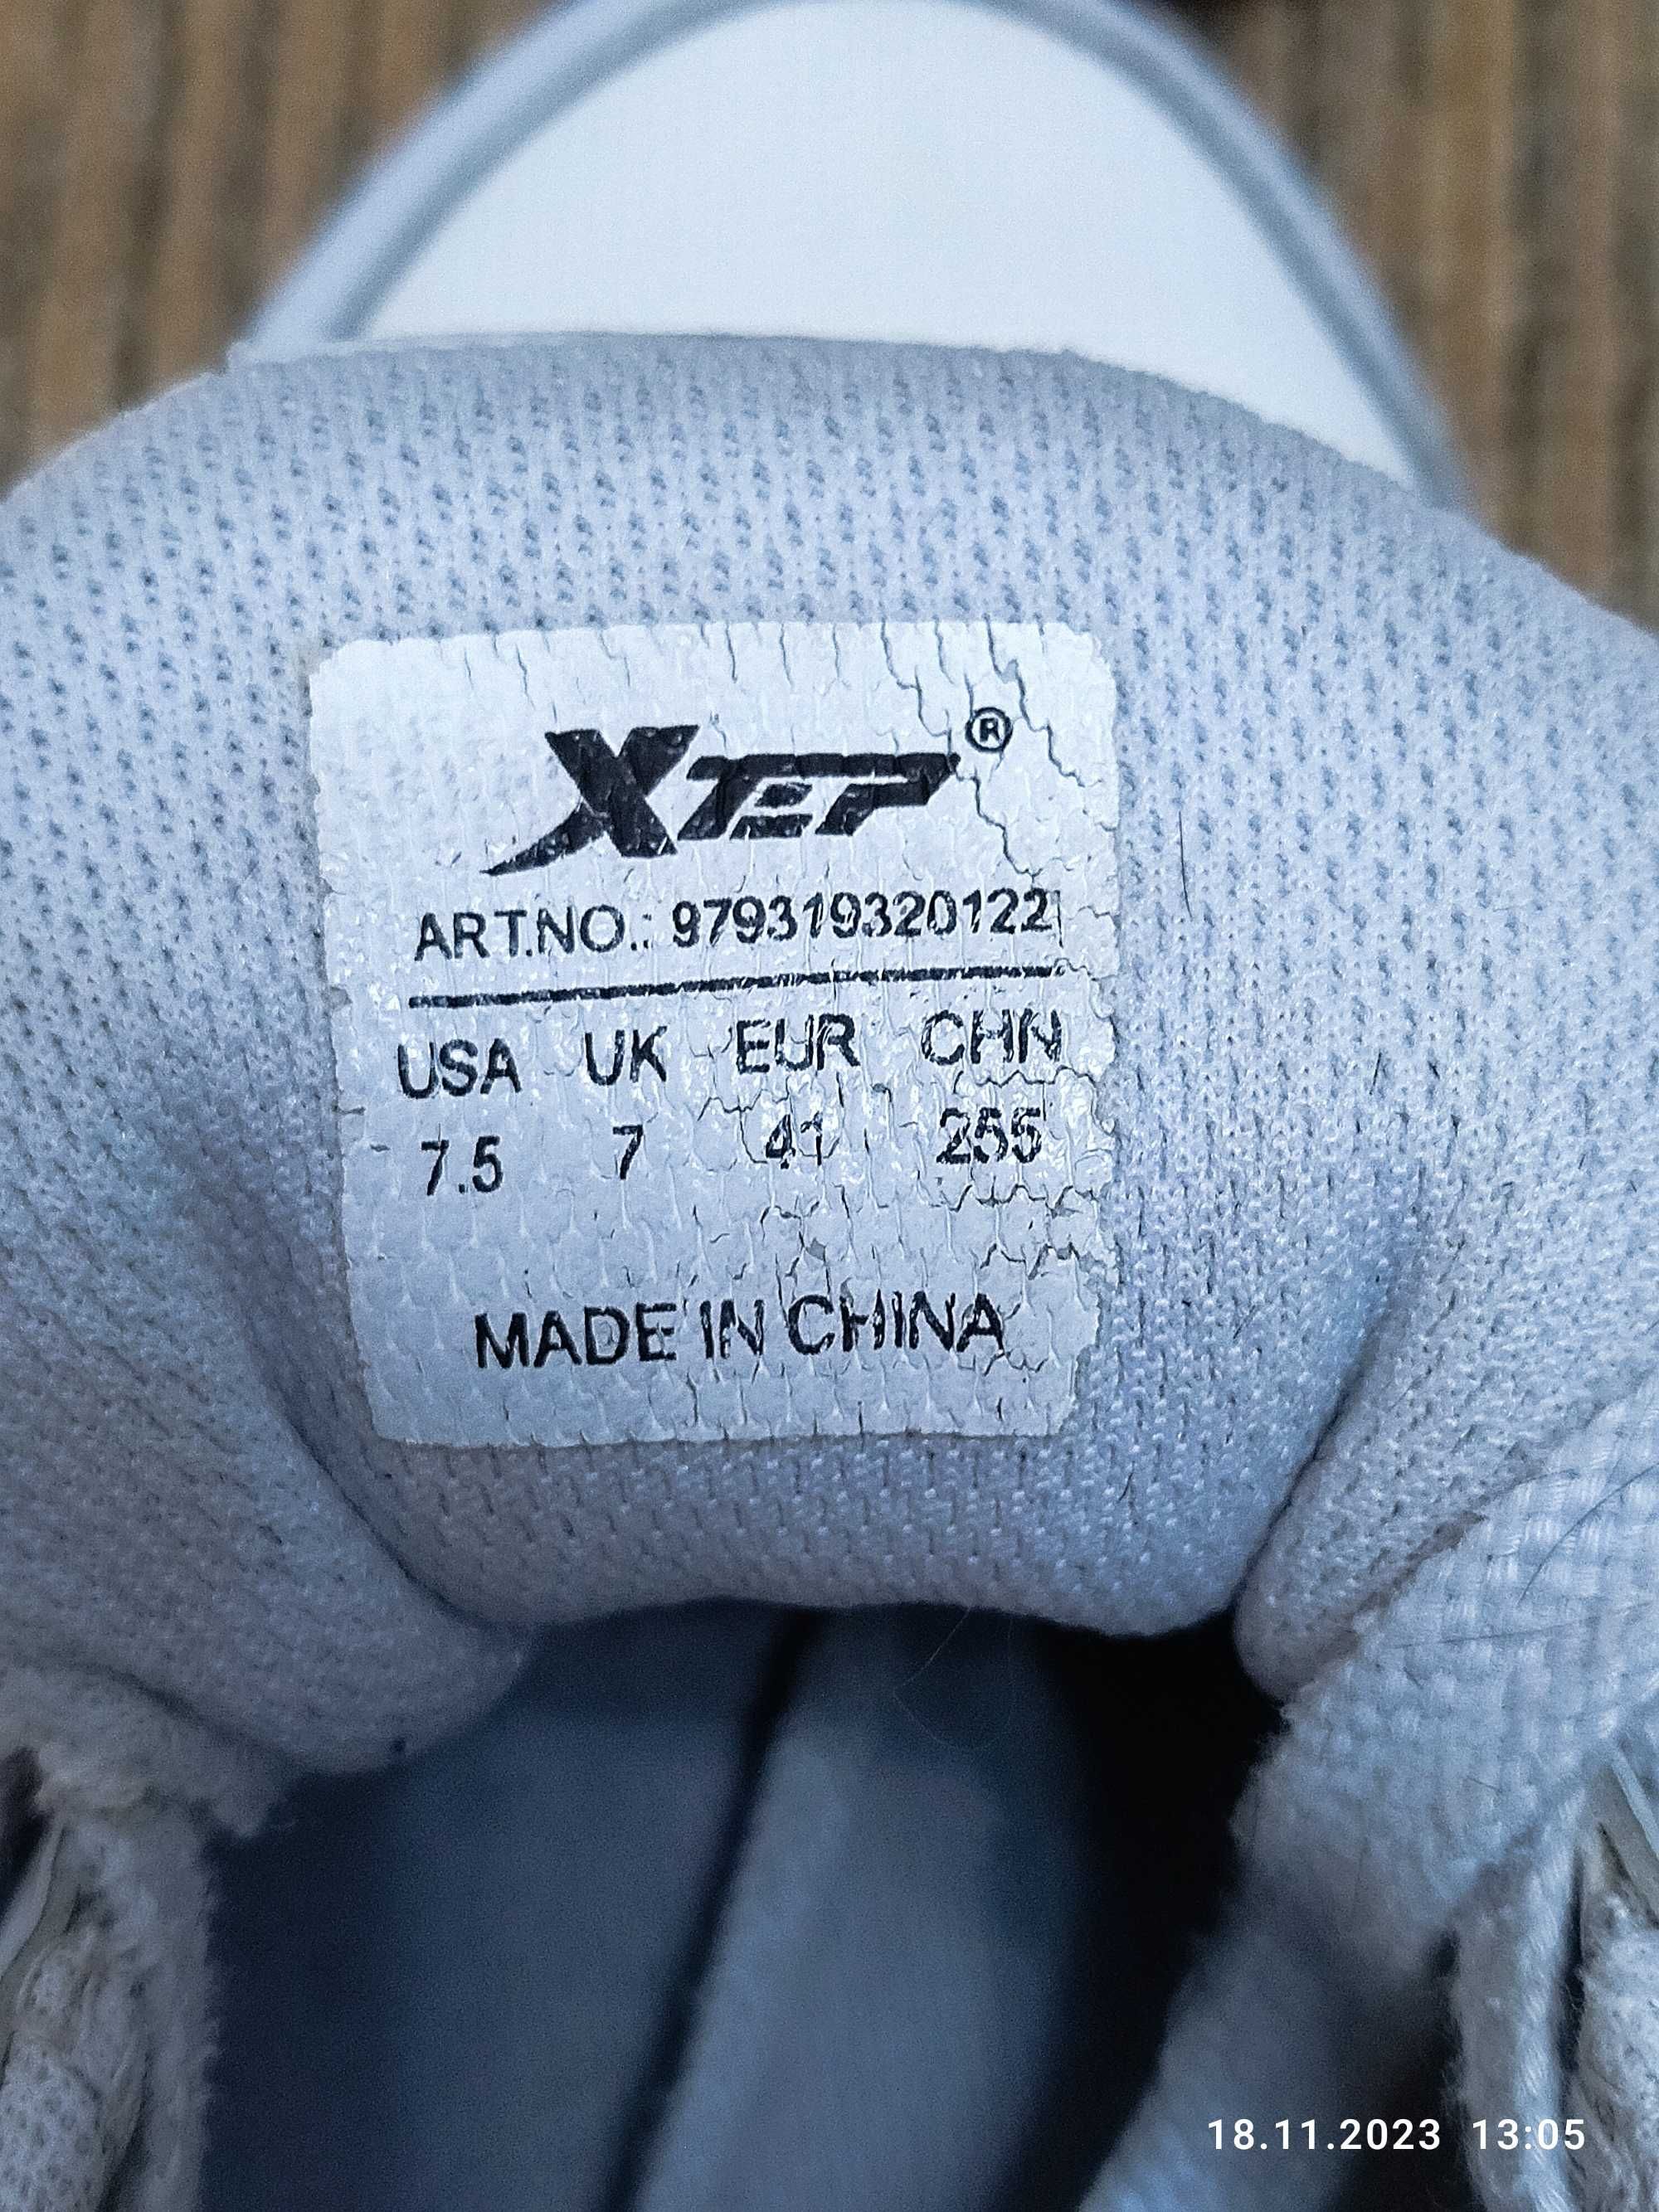 XTEP®
ART.NO.: 979319320122
USA UK EUR CHN
7.5 7 41 255
MADE IN CHINA
18.11.2023 13:05